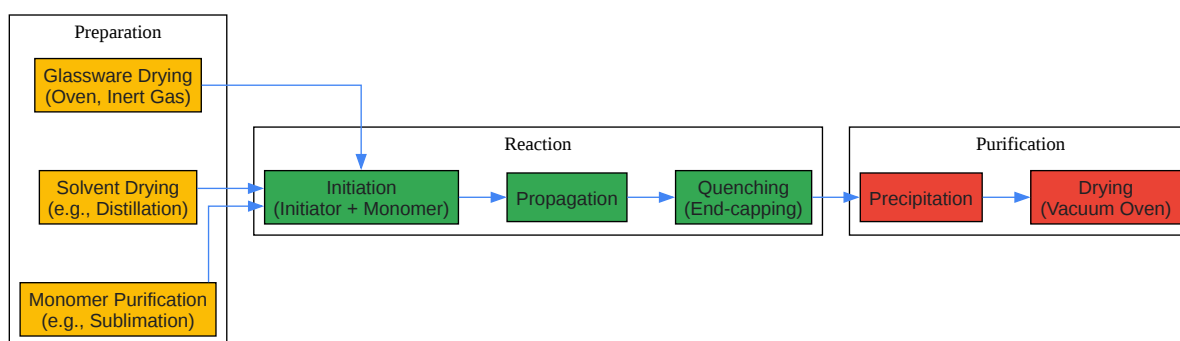 Preparation
Glassware Drying
(Oven, Inert Gas)
Solvent Drying
(e.g., Distillation)
Monomer Purification
(e.g., Sublimation)
Reaction
Initiation
(Initiator + Monomer)
Propagation
Quenching
(End-capping)
Purification
Precipitation
Drying
(Vacuum Oven)